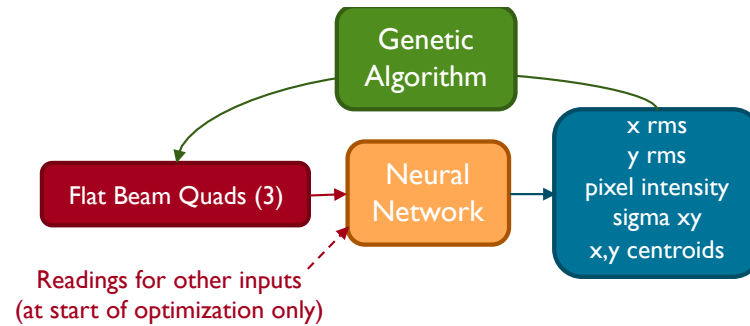 Genetic
Algorithm
x rms
y rms
pixel intensity
sigma xy
x,y centroids
Flat Beam Quads (3)
Neural
Network
Readings for other inputs
(at start of optimization only)